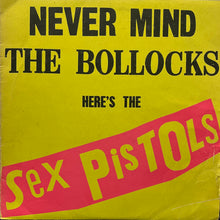 NEVER MIND
THE BOLLOCKS
HERE'S THE
Sex PiSTOLs